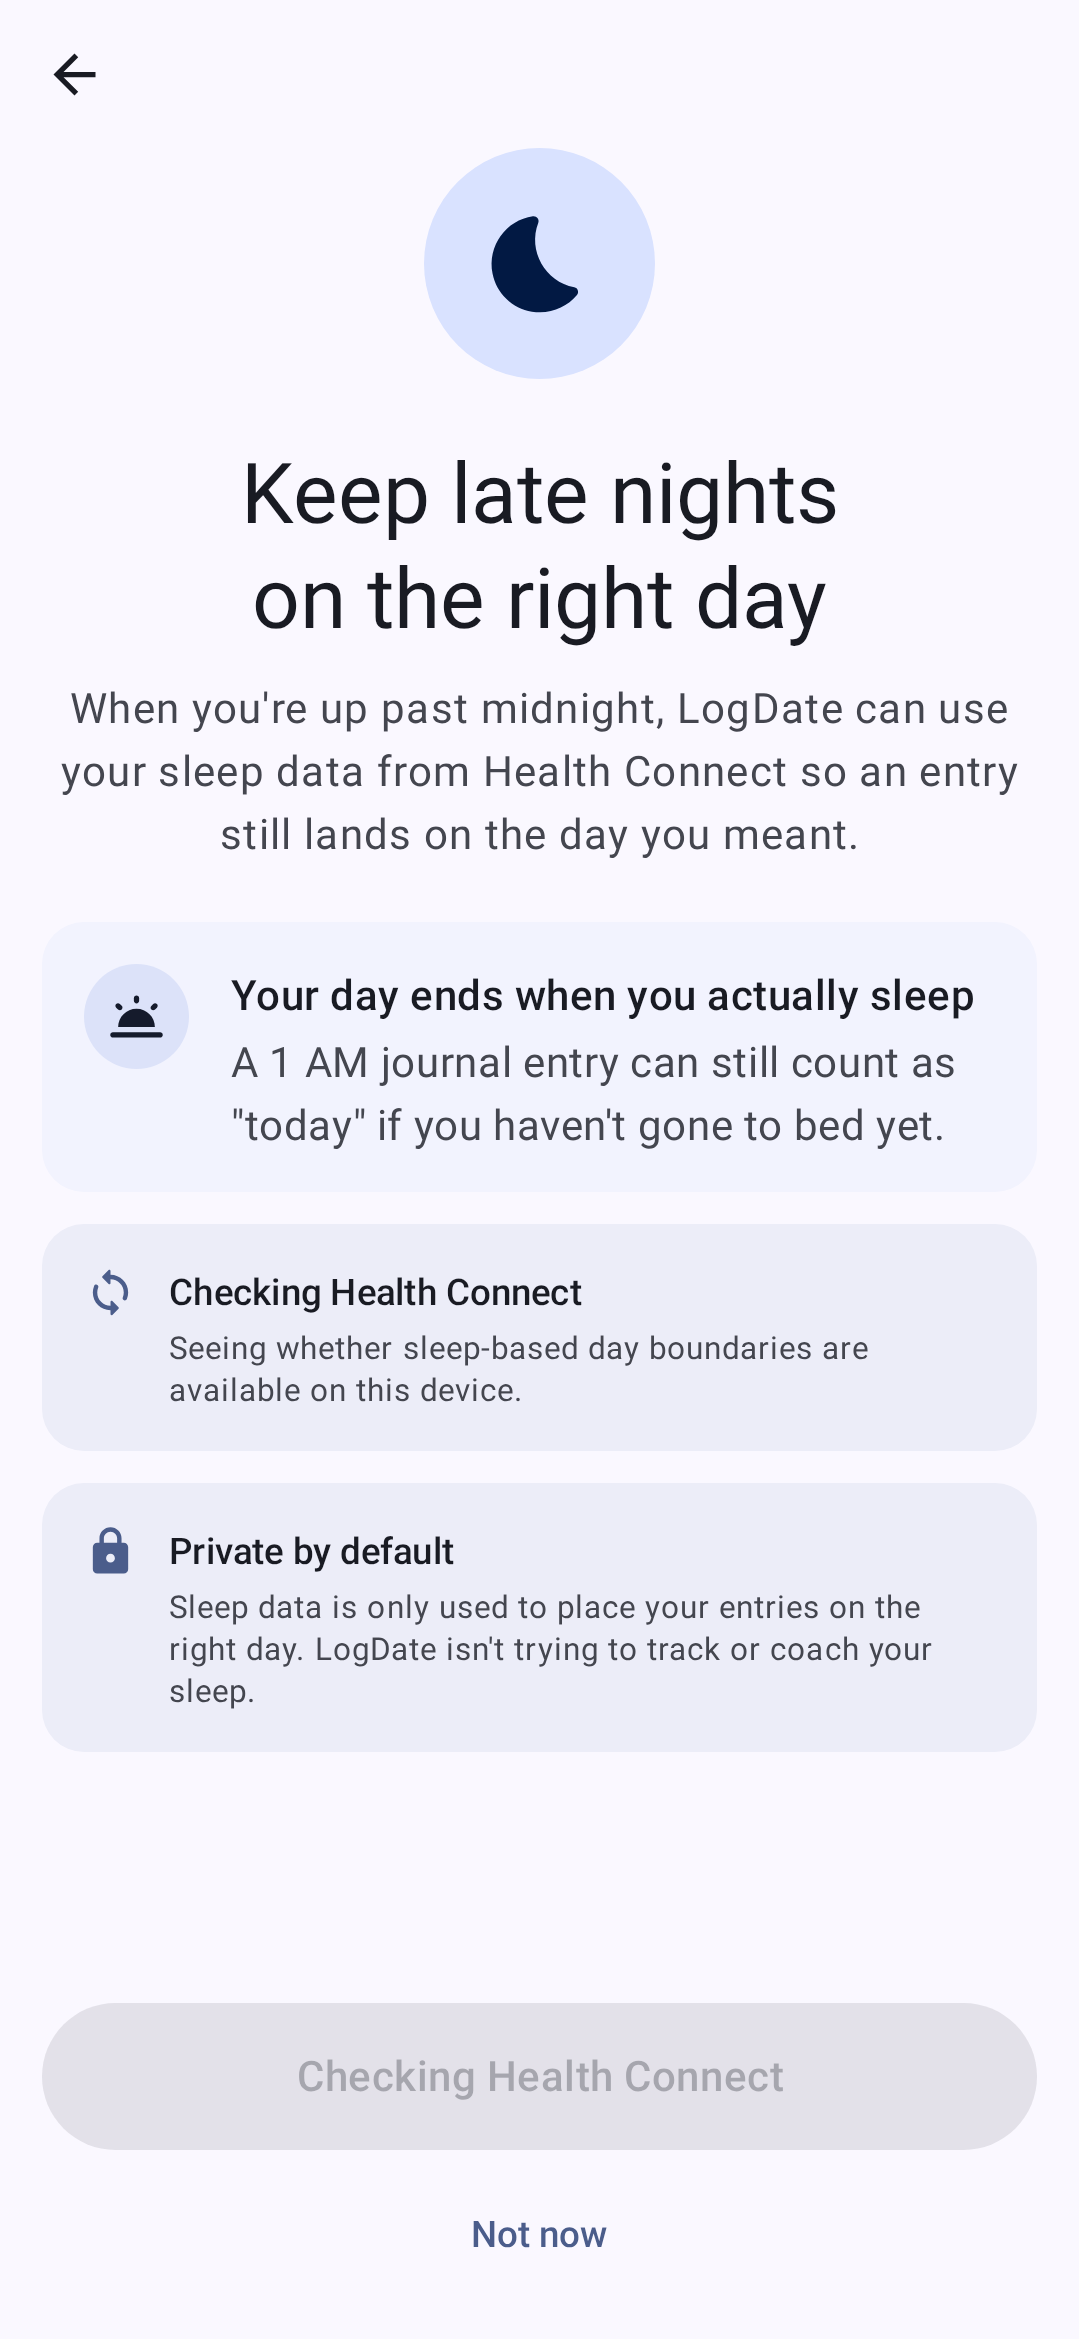 Keep late nights
on the right day
When you're up past midnight, LogDate can use
your sleep data from Health Connect so an entry
still lands on the day you meant.
Your day ends when you actually sleep
A 1 AM journal entry can still count as
"today" if you haven't gone to bed yet.
Checking Health Connect
Seeing whether sleep-based day boundaries are
available on this device.
Private by default
Sleep data is only used to place your entries on the
right day. LogDate isn't trying to track or coach your
sleep.
Checking Health Connect
Not now